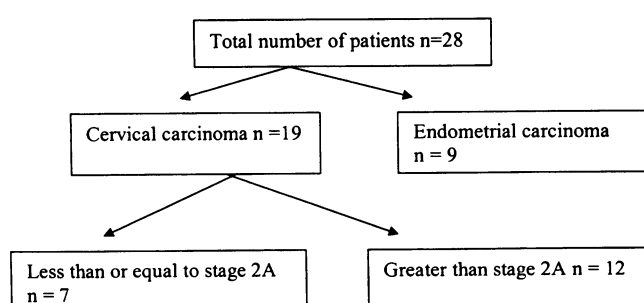 Total number of patients n=28
Cervical carcinoma n =19
Endometrial carcinoma
n = 9
Less than or equal to stage 2A
n = 7
Greater than stage 2A n = 12